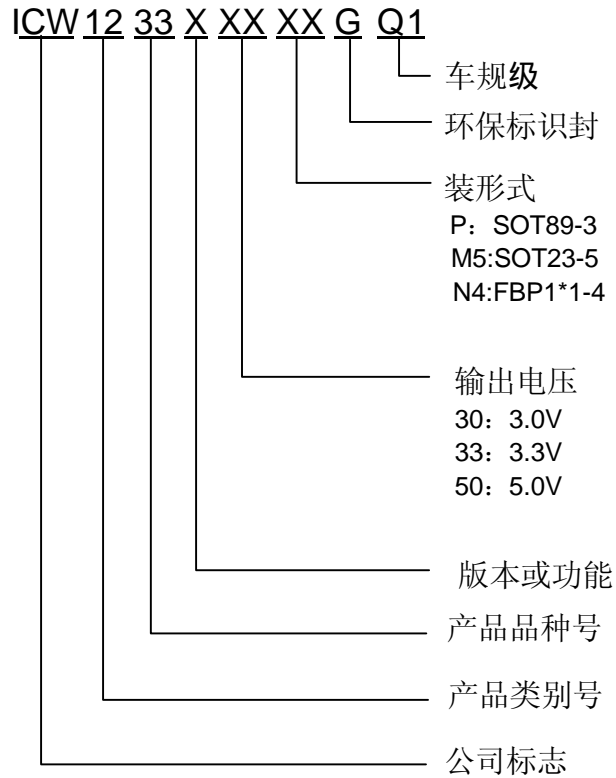 ICW 12 33 X XX XX G Q1
车规级
环保标识封
装形式
P：SOT89-3
M5:SOT23-5
N4:FBP1*1-4
输出电压
30：3.0V
33：3.3V
50：5.0V
版本或功能
产品品种号
产品类别号
公司标志